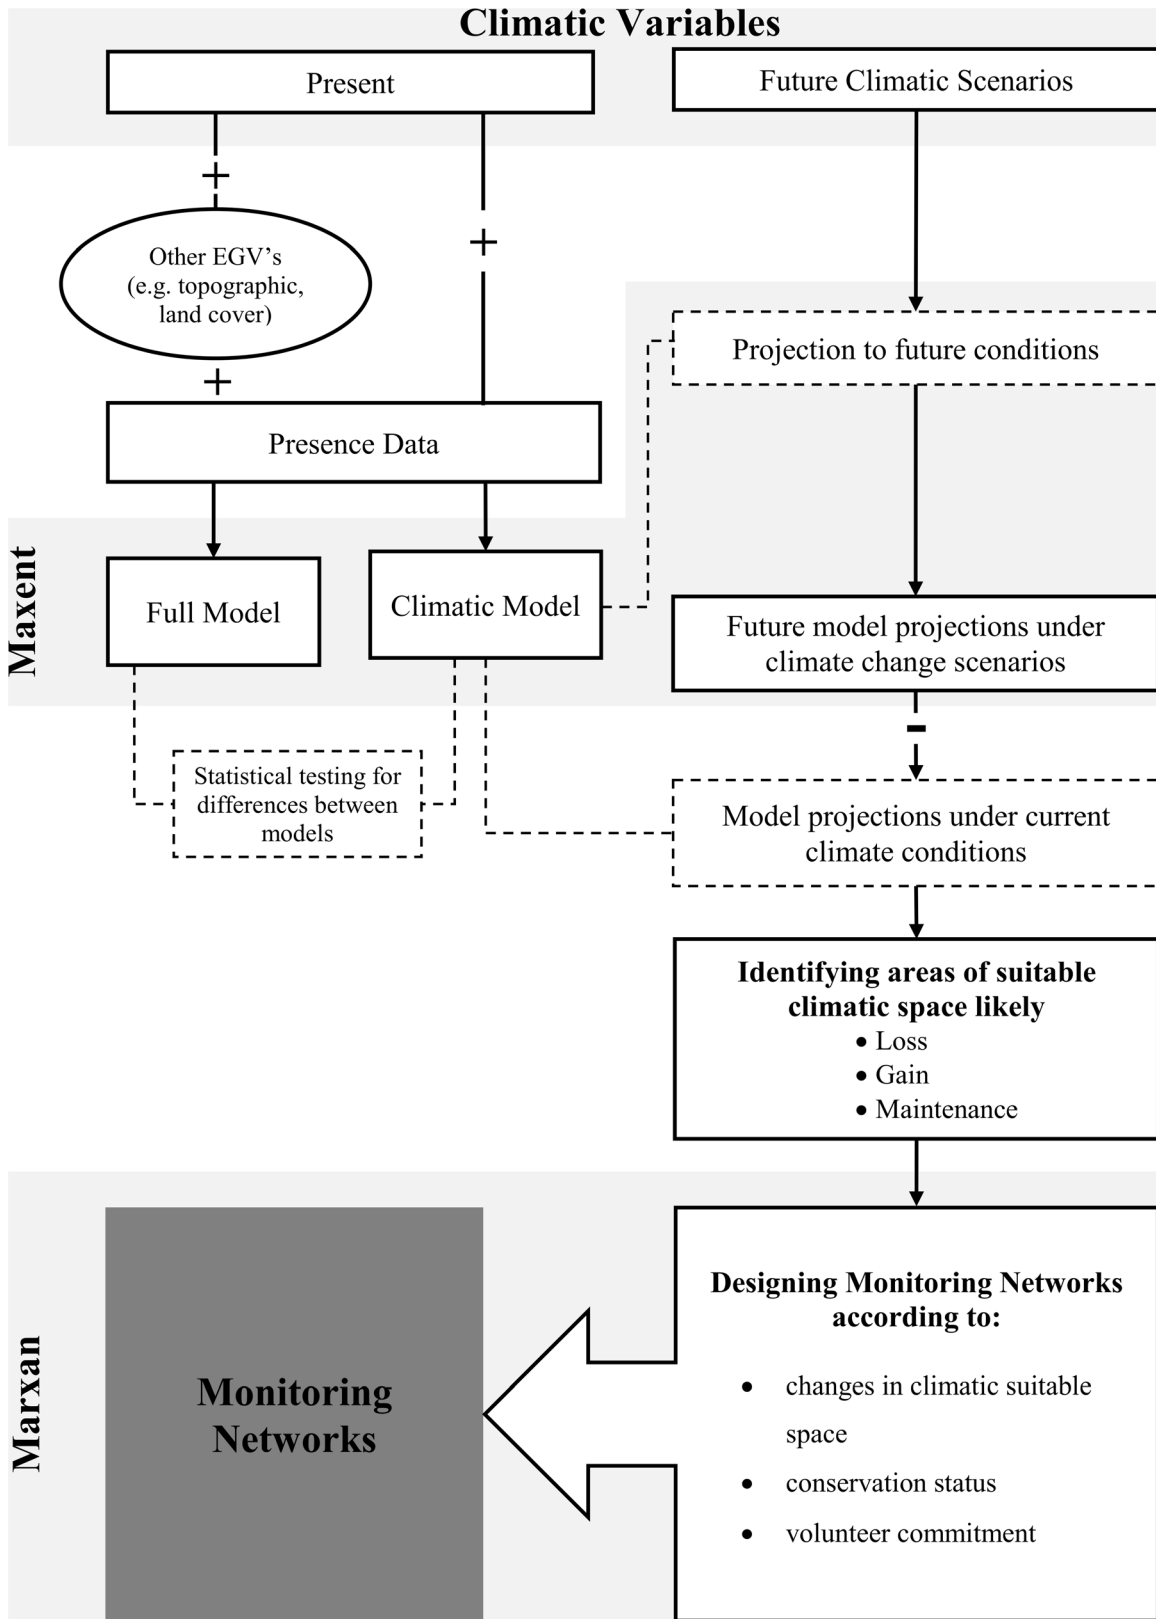 Climatic Variables
Present
Future Climatic Scenarios
Other EGV’s
(e.g. topographic,
land cover)
Projection to future conditions
Presence Data
Maxent
Full Model
Climatic Model
Future model projections under
climate change scenarios
Statistical testing for
differences between
models
Model projections under current
climate conditions
Identifying areas of suitable
climatic space likely
• Loss
• Gain
• Maintenance
Marxan
Monitoring
Networks
Designing Monitoring Networks
according to:
• changes in climatic suitable
space
• conservation status
• volunteer commitment